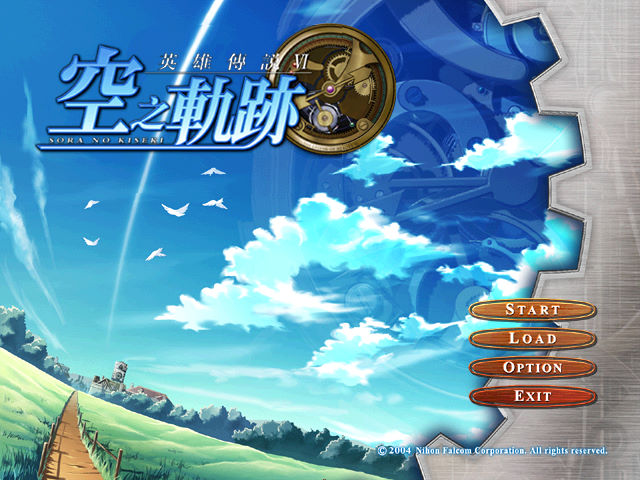 英雄傳説VI
空之軌跡
SORA NO KISEKI
START
LOAD
OPTION
EXIT
© 2004 Nihon Falcom Corporation. All rights reserved.